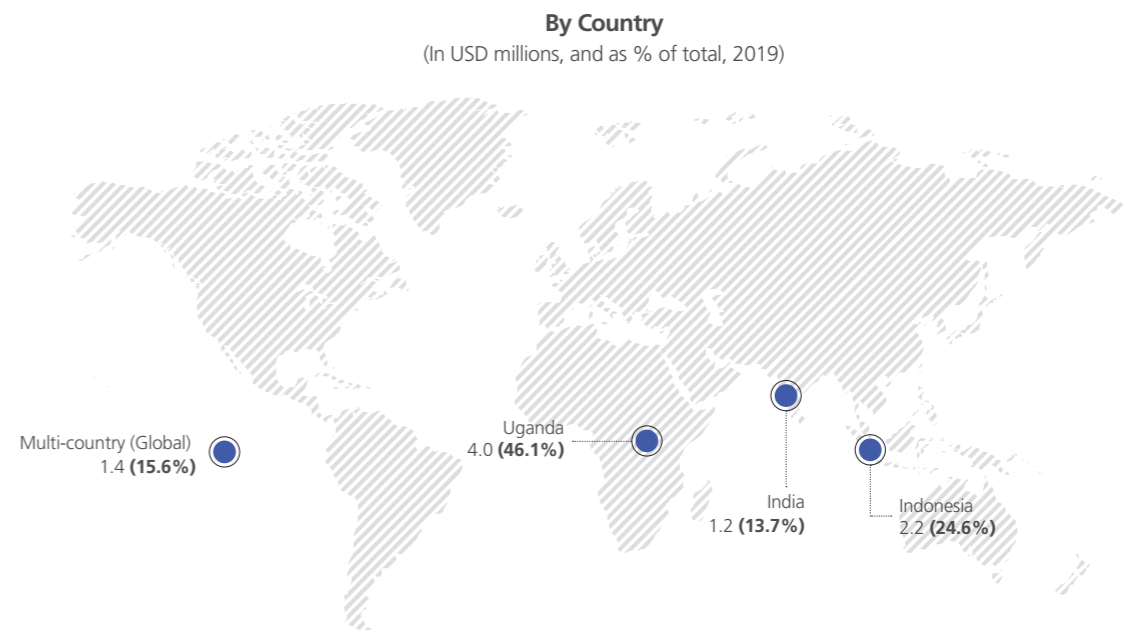 By Country
(In USD millions, and as % of total, 2019)
Multi-country (Global)
1.4 (15.6%)
Uganda
4.0 (46.1%)
India
1.2 (13.7%)
Indonesia
2.2 (24.6%)